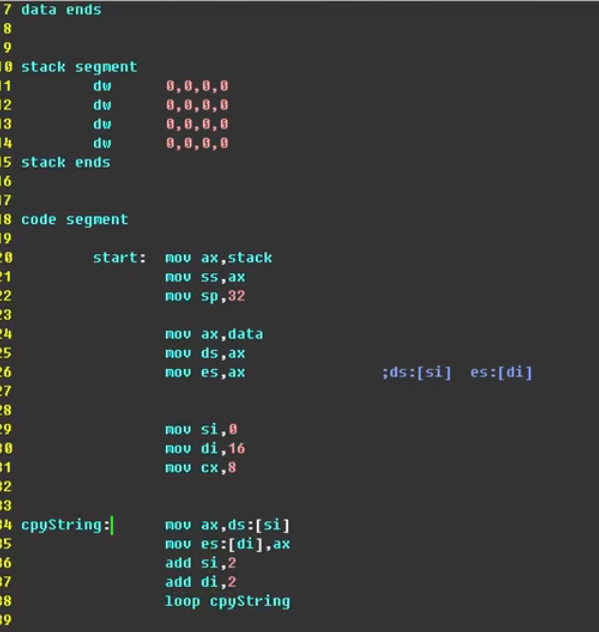 7 data ends
8
9
10 stack segment
11 dw 0,0,0,0
12 dw 0,0,0,0
13 dw 0,0,0,0
14 dw 0,0,0,0
15 stack ends
16
17
18 code segment
19
20 start: mov ax,stack
21 mov ss,ax
22 mov sp,32
23
24 mov ax,data
25 mov ds,ax
26 mov es,ax ;ds:[si] es:[di]
27
28
29 mov si,0
30 mov di,16
31 mov cx,8
32
33
34 cpyString: mov ax,ds:[si]
35 mov es:[di],ax
36 add si,2
37 add di,2
38 loop cpyString
39